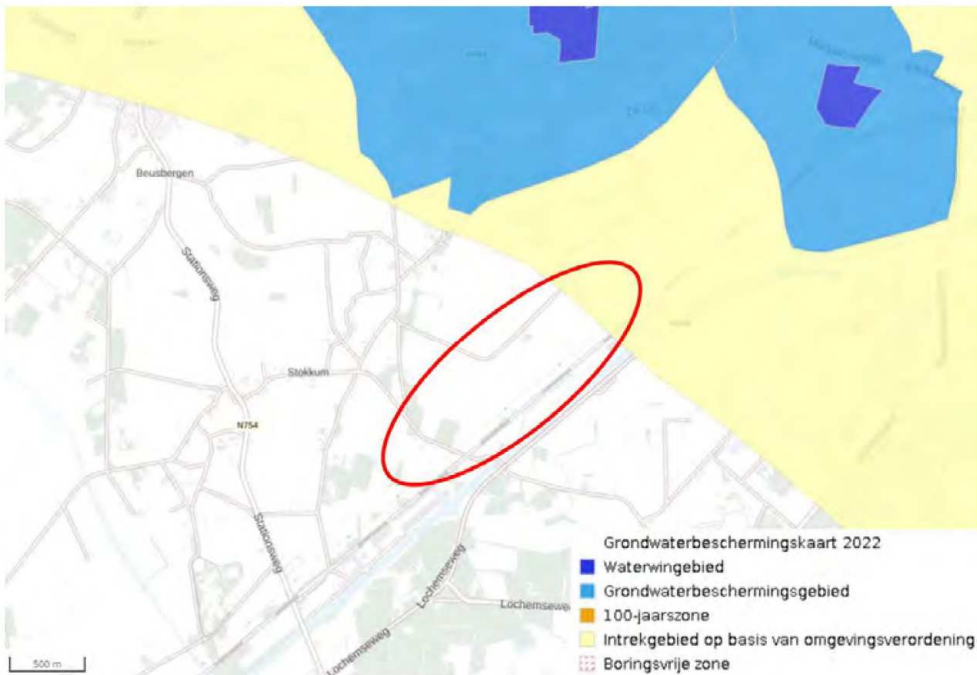 Beusbergen
Stationsweg
Stokkum
N754
Stationsweg
Lochemseweg
Lochemseweg
Lochemseweg
500 m
Grondwaterbeschermingskaart 2022
Waterwingebied
Grondwaterbeschermingsgebied
100-jaarszone
Intrekgebied op basis van omgevingsverordening
Boringsvrije zone